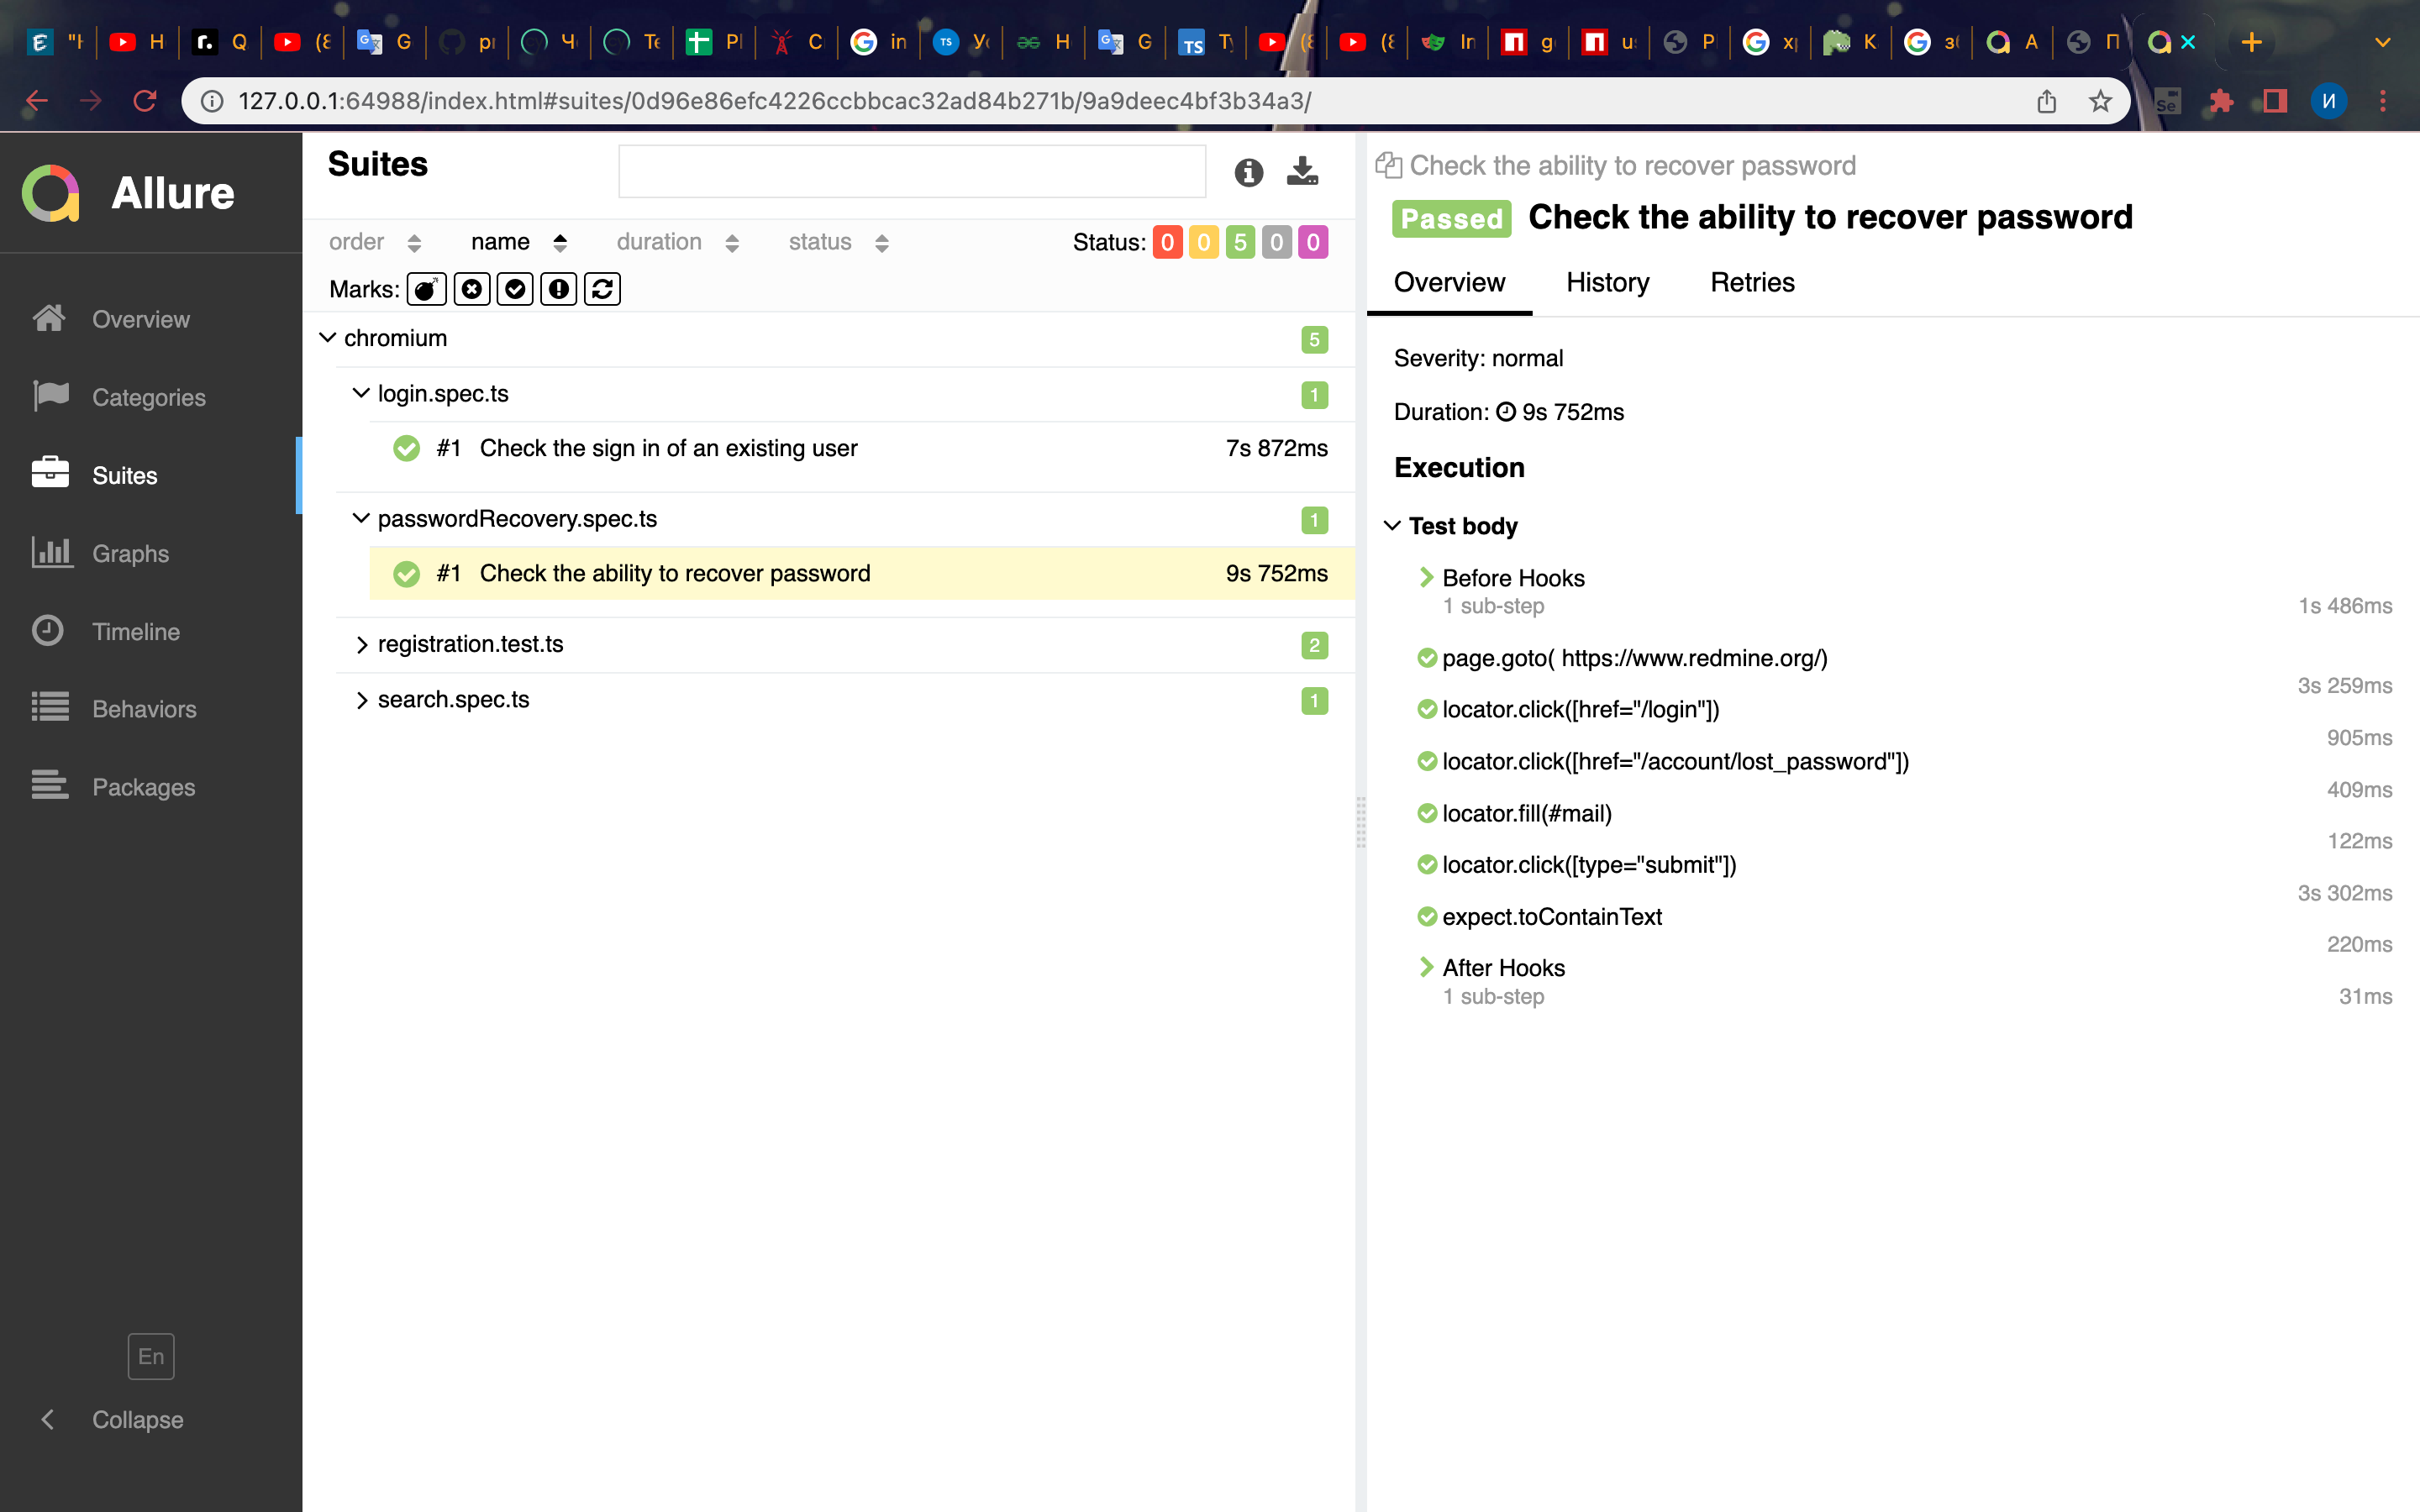 127.0.0.1:64988/index.html#suites/0d96e86efc4226ccbbcac32ad84b271b/9a9deec4bf3b34a3/
Allure
Overview
Categories
Suites
Graphs
Timeline
Behaviors
Packages
En
Collapse
Suites
order name duration status Status: 0 0 5 0 0
Marks:
chromium 5
login.spec.ts 1
#1 Check the sign in of an existing user 7s 872ms
passwordRecovery.spec.ts 1
#1 Check the ability to recover password 9s 752ms
registration.test.ts 2
search.spec.ts 1
Check the ability to recover password
Passed Check the ability to recover password
Overview History Retries
Severity: normal
Duration: 9s 752ms
Execution
Test body
Before Hooks
1 sub-step 1s 486ms
page.goto( https://www.redmine.org/)
3s 259ms
locator.click([href="/login"])
905ms
locator.click([href="/account/lost_password"])
409ms
locator.fill(#mail)
122ms
locator.click([type="submit"])
3s 302ms
expect.toContainText
220ms
After Hooks
1 sub-step 31ms